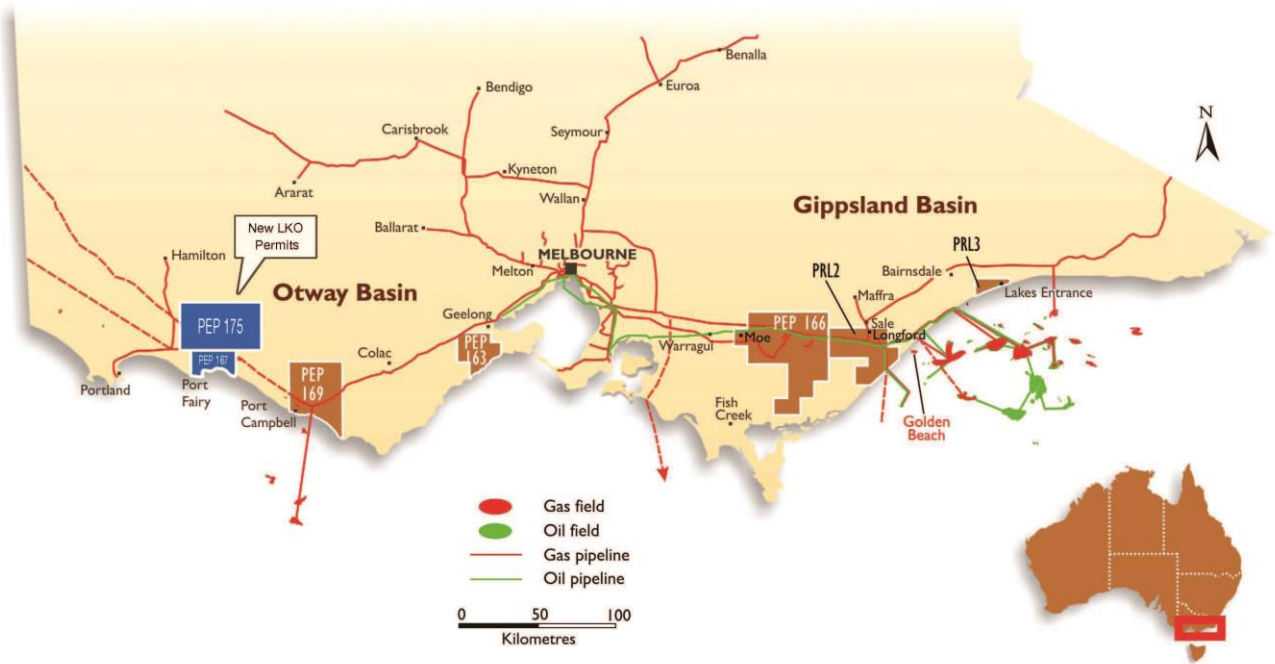 N
Benalla
Euroa
Bendigo
Seymour
Carisbrook
Kyneton
Ararat
Wallan
Gippsland Basin
New LKO
Permits
Ballarat
PRL3
MELBOURNE
Hamilton
Melton
PRL2
Bairnsdale
Otway Basin
Maffra
Lakes Entrance
Geelong
PEP 175
PEP 166
Sale
Longford
Moe
Warragul
PEP
163
PEP 167
Colac
PEP
169
Portland
Port
Fairy
Port
Campbell
Fish
Creek
Golden
Beach
Gas field
Oil field
Gas pipeline
Oil pipeline
0 50 100
Kilometres